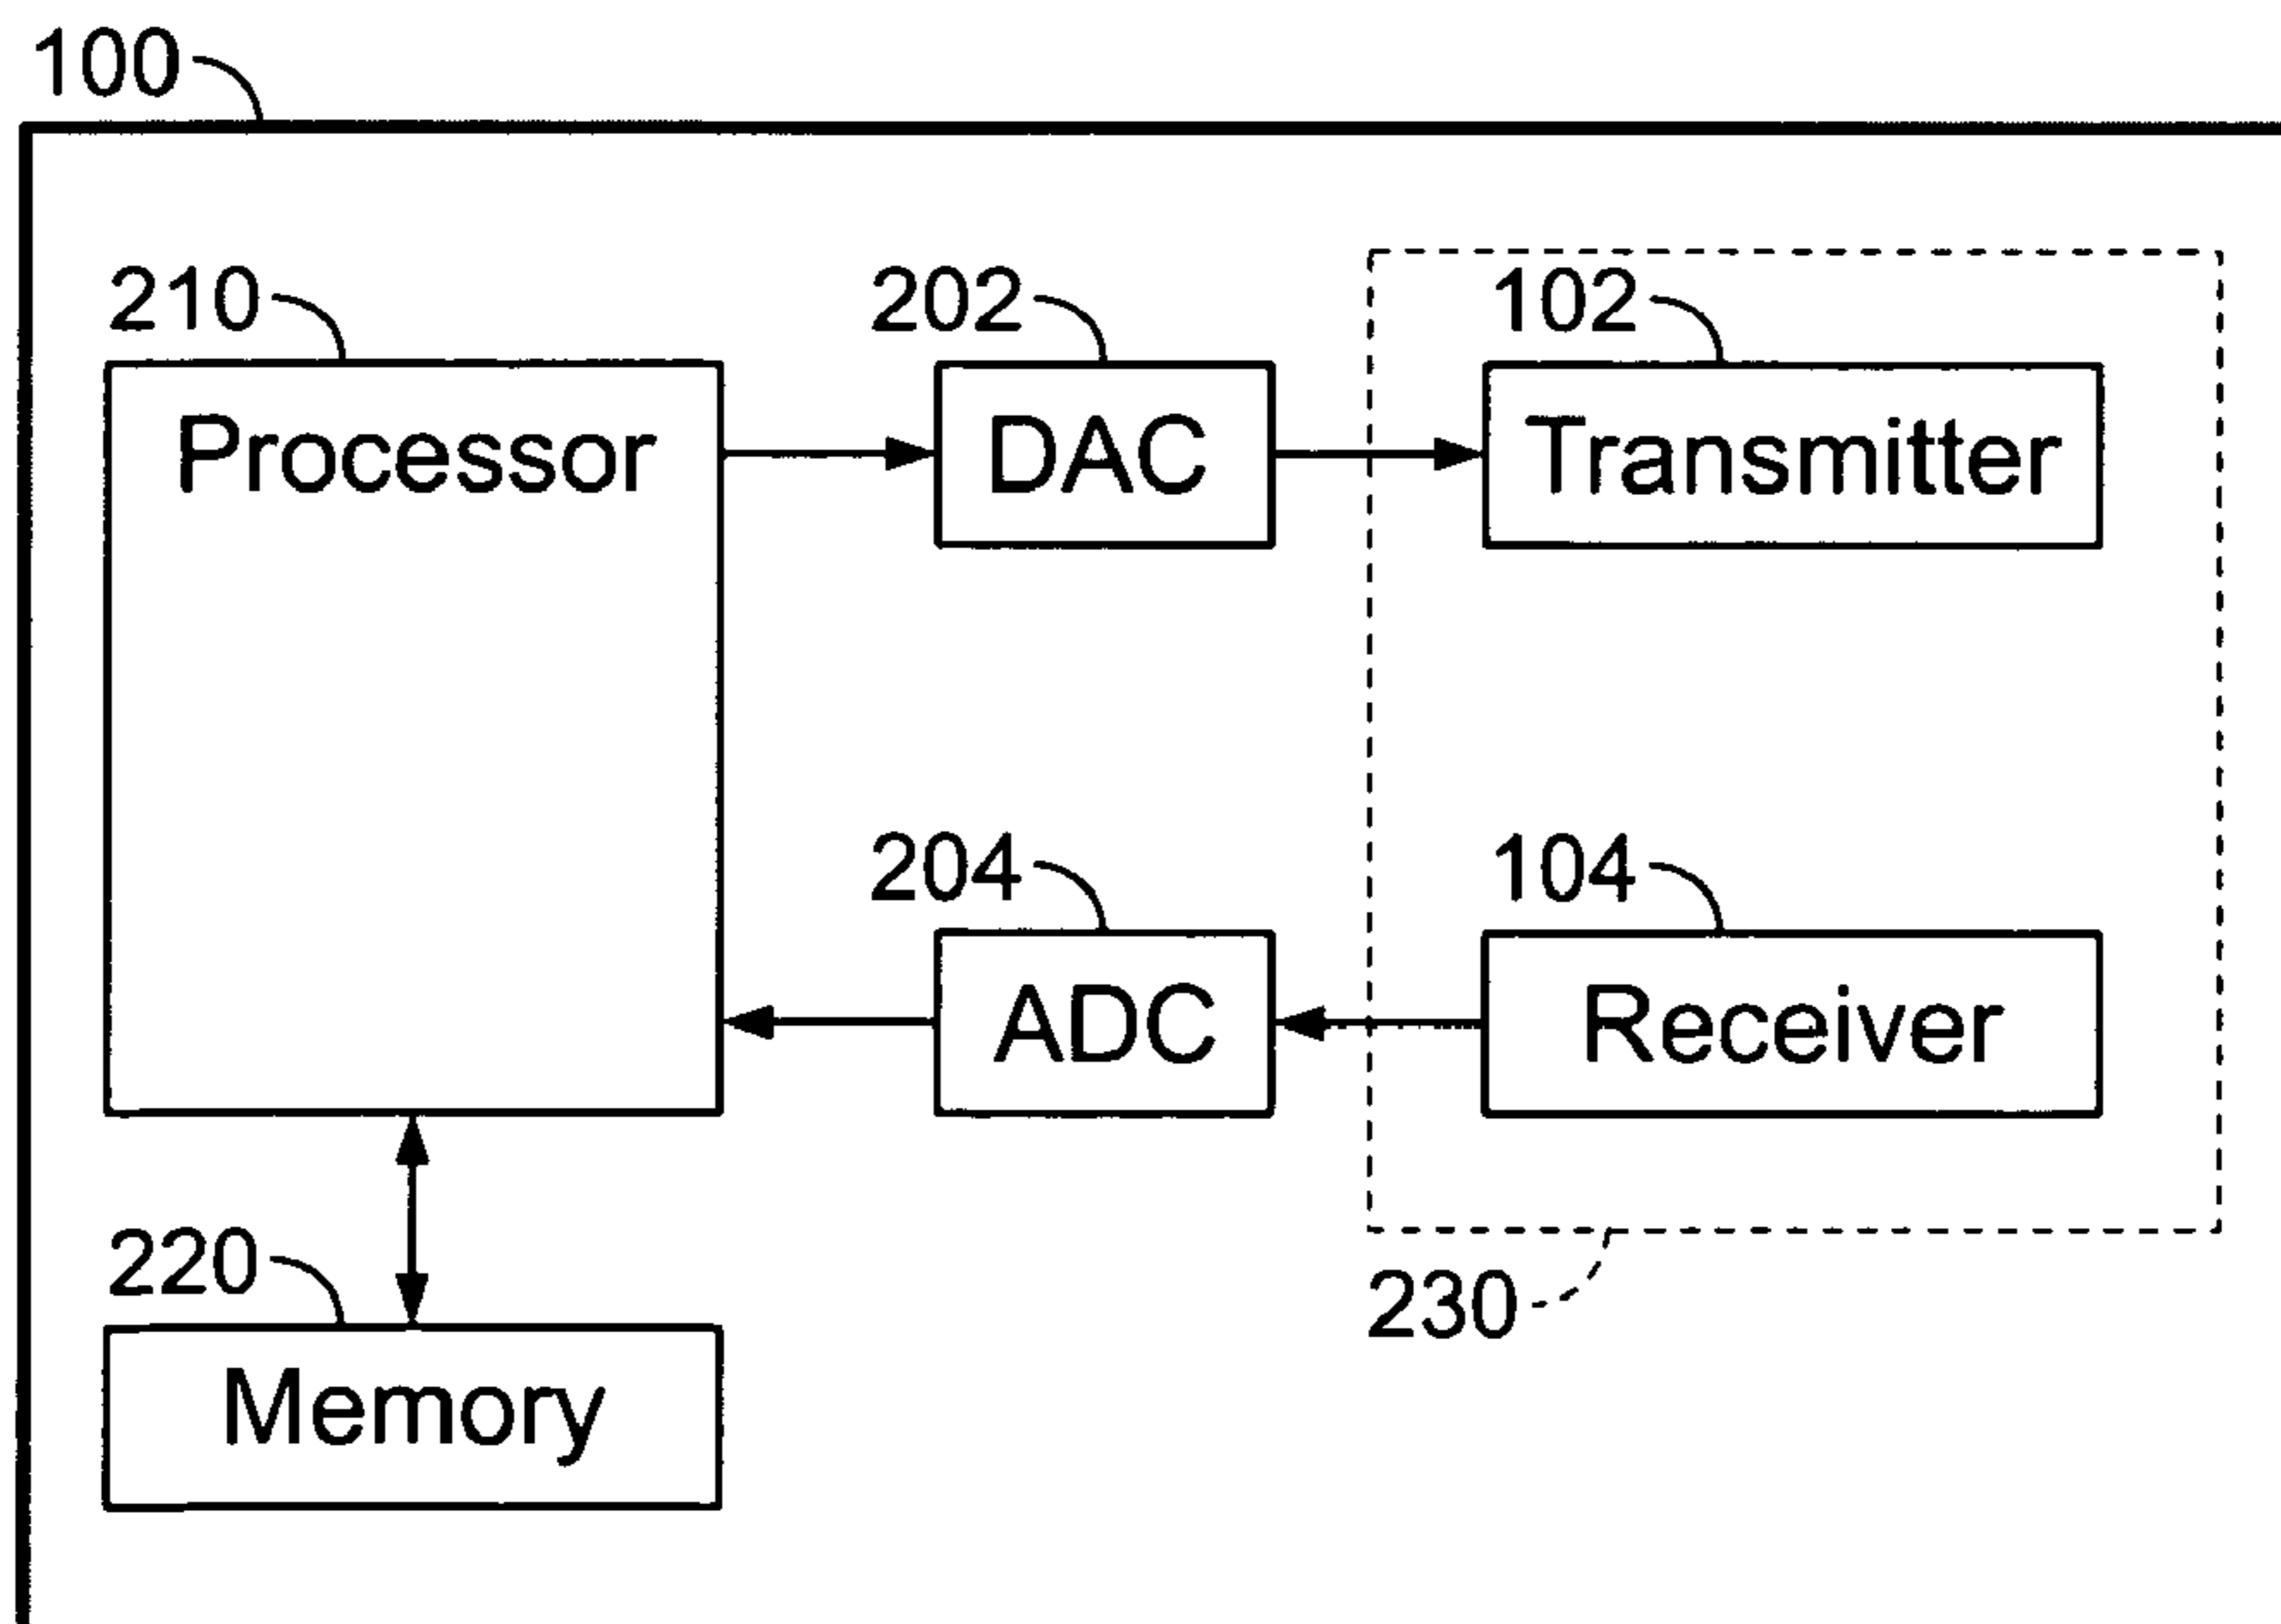 100
210
202
102
Processor
DAC
Transmitter
204
104
ADC
Receiver
220
230
Memory